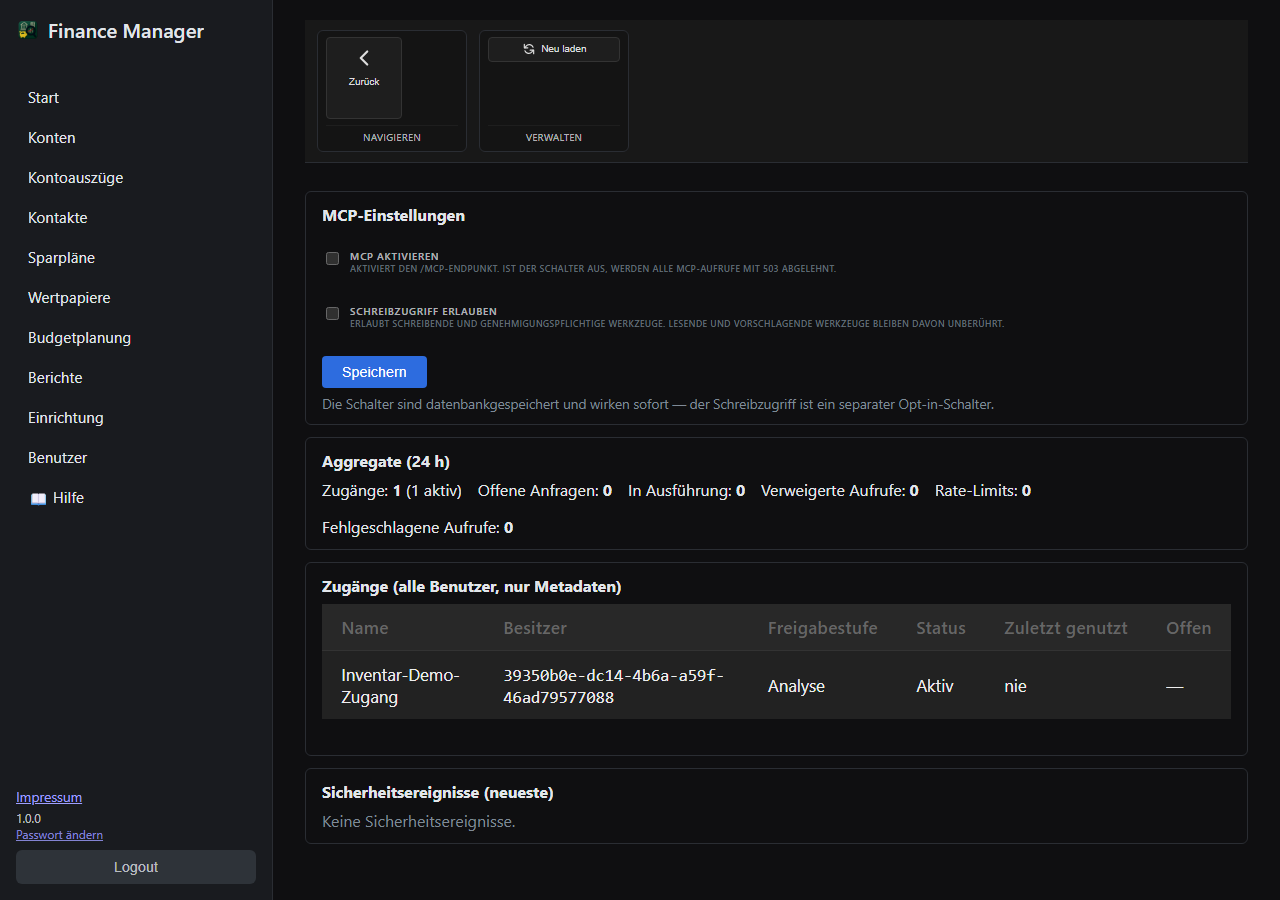 Finance Manager
Start
Konten
Kontoauszüge
Kontakte
Sparpläne
Wertpapiere
Budgetplanung
Berichte
Einrichtung
Benutzer
Hilfe
Impressum
1.0.0
Passwort ändern
Logout
Zurück
NAVIGIEREN
Neu laden
VERWALTEN
MCP-Einstellungen
MCP AKTIVIEREN
AKTIVIERT DEN /MCP-ENDPUNKT. IST DER SCHALTER AUS, WERDEN ALLE MCP-AUFRUFE MIT 503 ABGELEHNT.
SCHREIBZUGRIFF ERLAUBEN
ERLAUBT SCHREIBENDE UND GENEHMIGUNGSPFLICHTIGE WERKZEUGE. LESENDE UND VORSCHLAGENDE WERKZEUGE BLEIBEN DAVON UNBERÜHRT.
Speichern
Die Schalter sind datenbankgespeichert und wirken sofort — der Schreibzugriff ist ein separater Opt-in-Schalter.
Aggregate (24 h)
Zugänge: 1 (1 aktiv) Offene Anfragen: 0 In Ausführung: 0 Verweigerte Aufrufe: 0 Rate-Limits: 0
Fehlgeschlagene Aufrufe: 0
Zugänge (alle Benutzer, nur Metadaten)
Name Besitzer Freigabestufe Status Zuletzt genutzt Offen
Inventar-Demo-Zugang 39350b0e-dc14-4b6a-a59f-46ad79577088 Analyse Aktiv nie —
Sicherheitsereignisse (neueste)
Keine Sicherheitsereignisse.